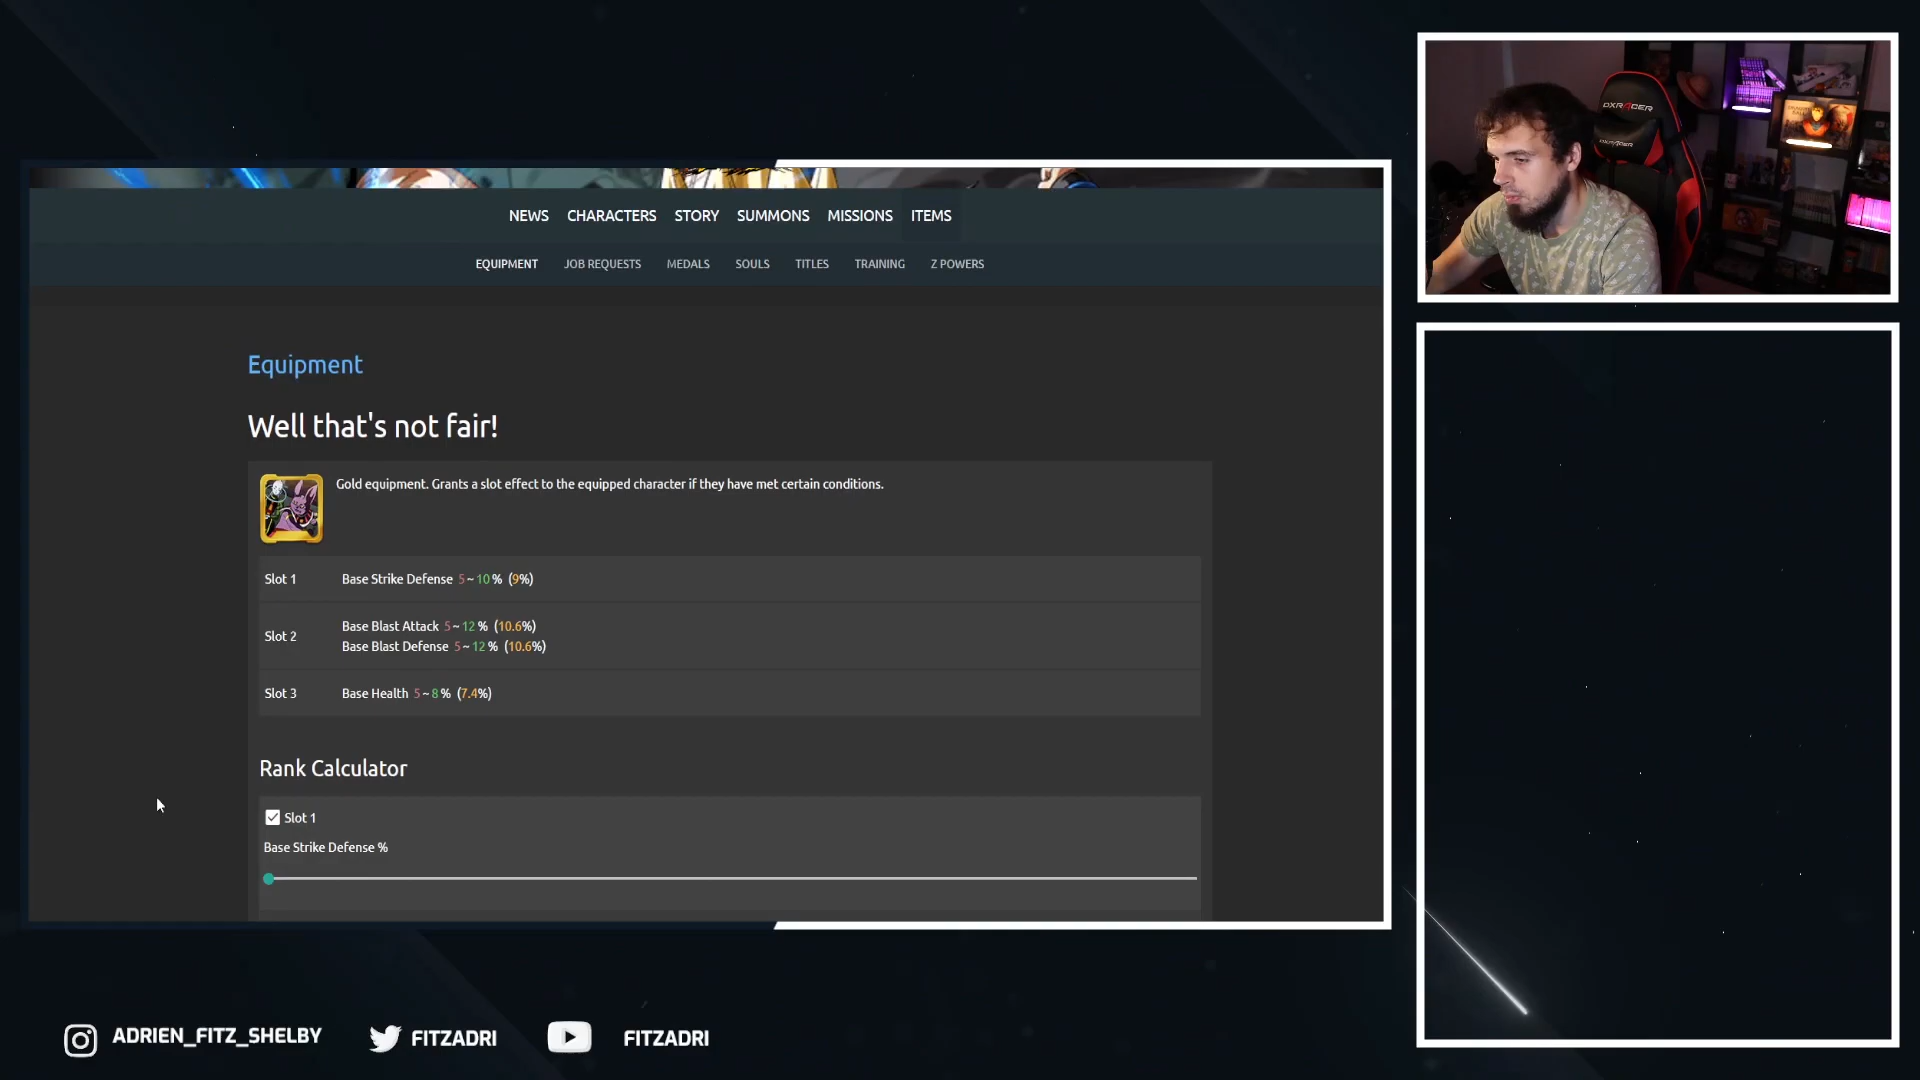 NEWS CHARACTERS STORY SUMMONS MISSIONS ITEMS
EQUIPMENT JOB REQUESTS MEDALS SOULS TITLES TRAINING Z POWERS
Equipment
Well that's not fair!
Gold equipment. Grants a slot effect to the equipped character if they have met certain conditions.
Slot 1 Base Strike Defense 5 ~ 10 % (9%)
Slot 2 Base Blast Attack 5 ~ 12 % (10.6%)
Base Blast Defense 5 ~ 12 % (10.6%)
Slot 3 Base Health 5 ~ 8 % (7.4%)
Rank Calculator
Slot 1
Base Strike Defense %
DXRACER
ADRIEN_FITZ_SHELBY FITZADRI FITZADRI